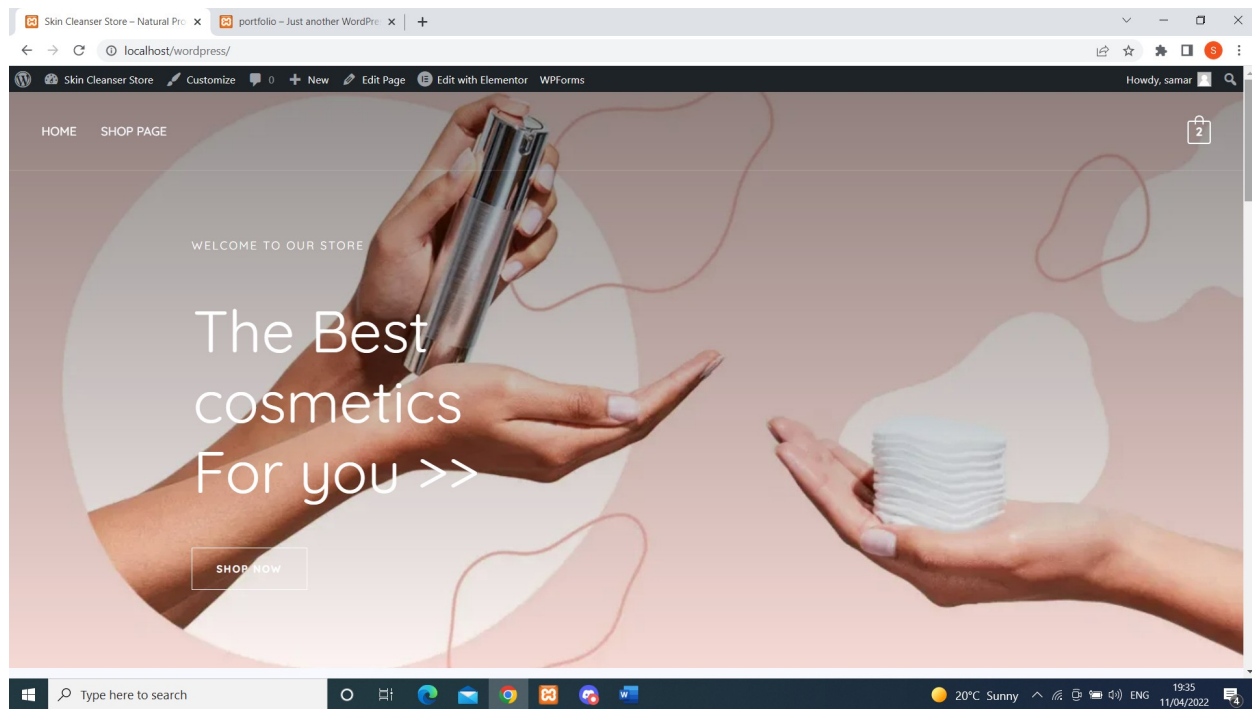 Skin Cleanser Store – Natural Pro
portfolio – Just another WordPre
localhost/wordpress/
S
Skin Cleanser Store
Customize
0
New
Edit Page
Edit with Elementor
WPForms
Howdy, samar
HOME
SHOP PAGE
2
WELCOME TO OUR STORE
The Best
cosmetics
For you >>
SHOP NOW
Type here to search
20°C Sunny
ENG
19:35
11/04/2022
4